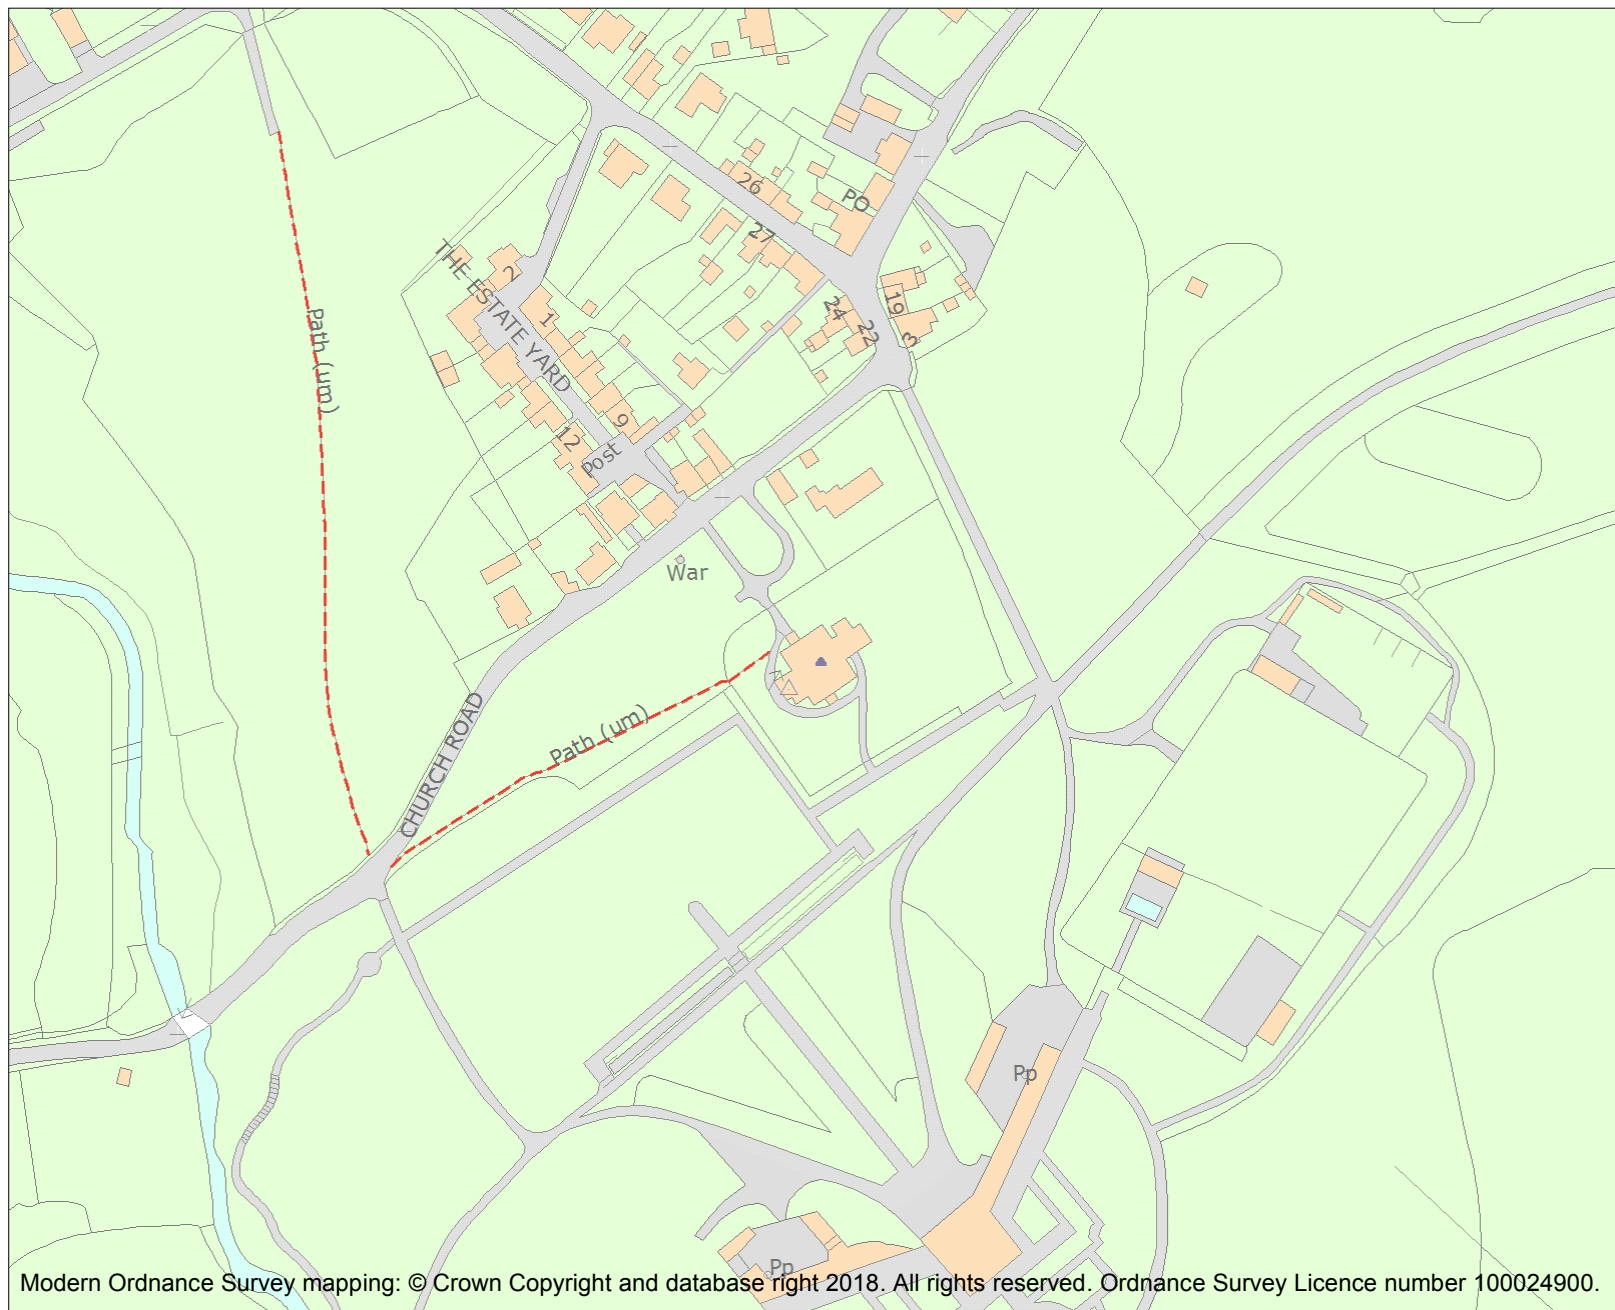 26
PO
27
THE ESTATE YARD
2
1
24
22
19
3
Path (um)
9
12
Post
War
CHURCH ROAD
Path (um)
Pp
Pp
Modern Ordnance Survey mapping: © Crown Copyright and database right 2018. All rights reserved. Ordnance Survey Licence number 100024900.